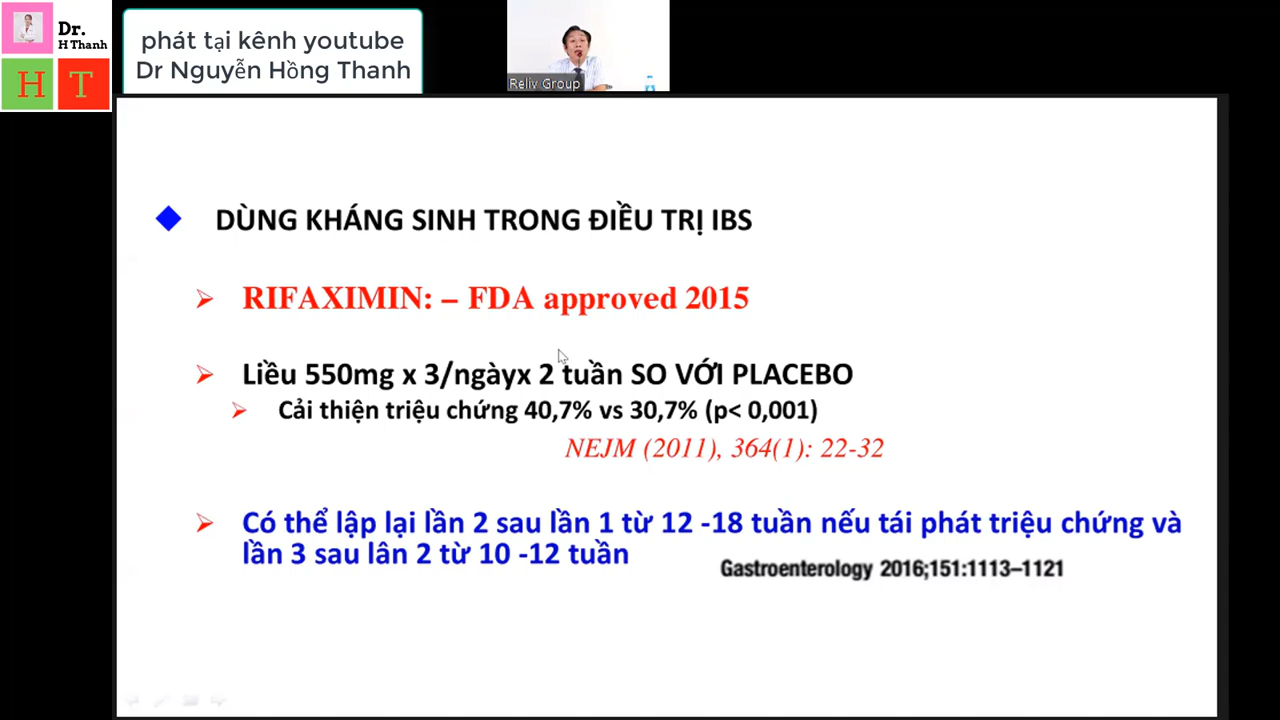 Dr.
H Thanh
H T
phát tại kênh youtube
Dr Nguyễn Hồng Thanh
Reliv Group
DÙNG KHÁNG SINH TRONG ĐIỀU TRỊ IBS
RIFAXIMIN: – FDA approved 2015
Liều 550mg x 3/ngàyx 2 tuần SO VỚI PLACEBO
Cải thiện triệu chứng 40,7% vs 30,7% (p< 0,001)
NEJM (2011), 364(1): 22-32
Có thể lập lại lần 2 sau lần 1 từ 12 -18 tuần nếu tái phát triệu chứng và
lần 3 sau lân 2 từ 10 -12 tuần
Gastroenterology 2016;151:1113–1121